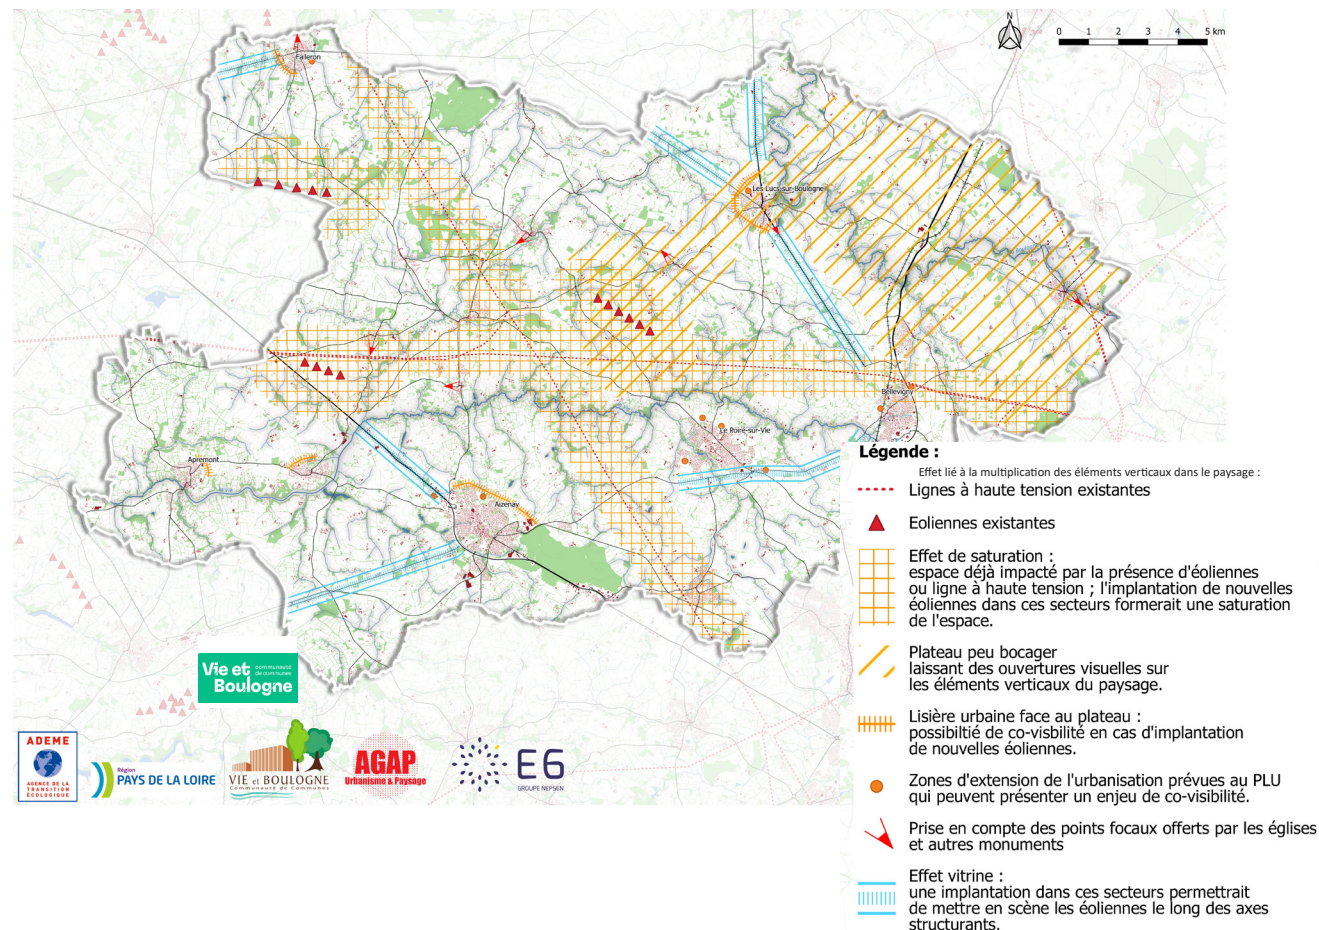 N
0 1 2 3 4 5 km
Falleron
la Boulogne
Les Lucs-sur-Boulogne
Bellevigny
Le Poiré-sur-Vie
Apremont
Aizenay
Légende :
Effet lié à la multiplication des éléments verticaux dans le paysage :
Lignes à haute tension existantes
Eoliennes existantes
Effet de saturation :
espace déjà impacté par la présence d'éoliennes
ou ligne à haute tension ; l'implantation de nouvelles
éoliennes dans ces secteurs formerait une saturation
de l'espace.
Plateau peu bocager
laissant des ouvertures visuelles sur
les éléments verticaux du paysage.
Lisière urbaine face au plateau :
possibiltié de co-visbilité en cas d'implantation
de nouvelles éoliennes.
Zones d'extension de l'urbanisation prévues au PLU
qui peuvent présenter un enjeu de co-visibilité.
Prise en compte des points focaux offerts par les églises
et autres monuments
Effet vitrine :
une implantation dans ces secteurs permettrait
de mettre en scène les éoliennes le long des axes
structurants.
Vie et Boulogne
communauté de communes
ADEME
AGENCE DE LA
TRANSITION
ÉCOLOGIQUE
Région
PAYS DE LA LOIRE
VIE et BOULOGNE
Communauté de Communes
AGAP
Urbanisme & Paysage
E6
GROUPE NEPSEN